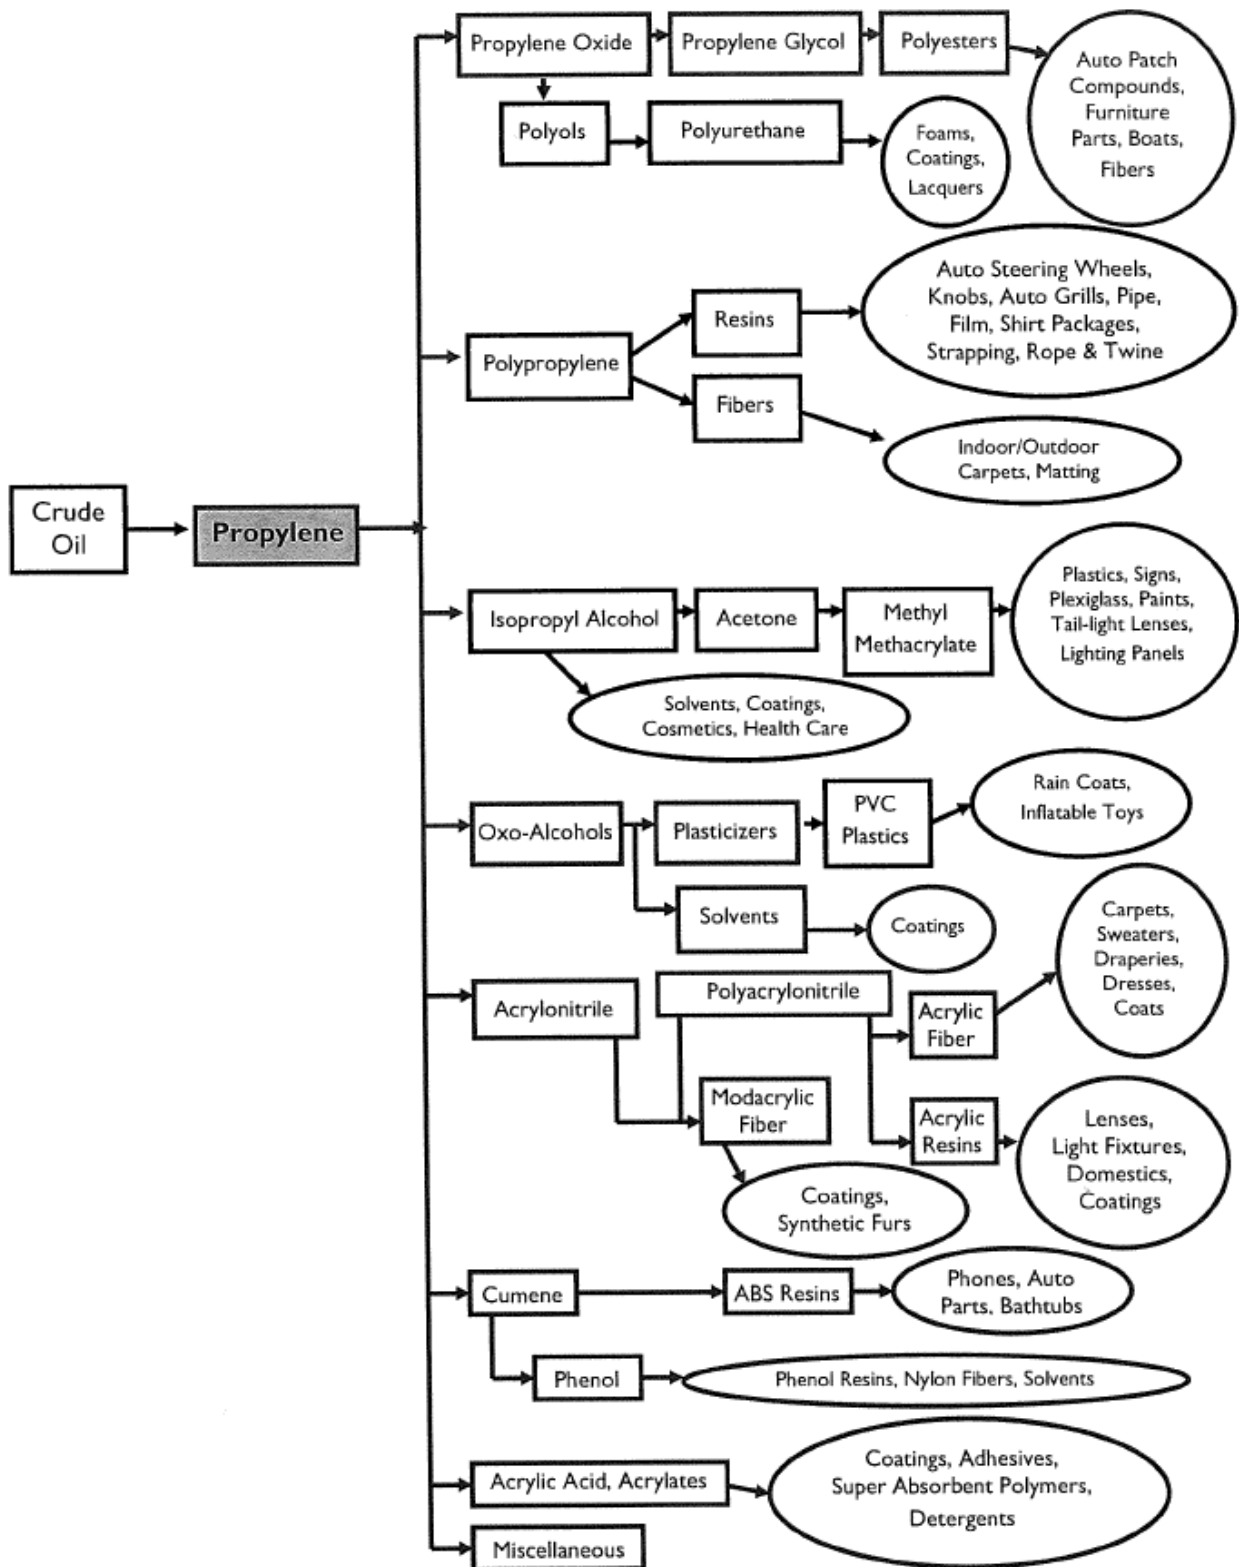 Propylene Oxide
Propylene Glycol
Polyesters
Auto Patch
Compounds,
Furniture
Parts, Boats,
Fibers
Polyols
Polyurethane
Foams,
Coatings,
Lacquers
Polypropylene
Resins
Auto Steering Wheels,
Knobs, Auto Grills, Pipe,
Film, Shirt Packages,
Strapping, Rope & Twine
Fibers
Indoor/Outdoor
Carpets, Matting
Crude
Oil
Propylene
Isopropyl Alcohol
Acetone
Methyl
Methacrylate
Plastics, Signs,
Plexiglass, Paints,
Tail-light Lenses,
Lighting Panels
Solvents, Coatings,
Cosmetics, Health Care
Oxo-Alcohols
Plasticizers
PVC
Plastics
Rain Coats,
Inflatable Toys
Solvents
Coatings
Acrylonitrile
Polyacrylonitrile
Acrylic
Fiber
Carpets,
Sweaters,
Draperies,
Dresses,
Coats
Modacrylic
Fiber
Acrylic
Resins
Lenses,
Light Fixtures,
Domestics,
Coatings
Coatings,
Synthetic Furs
Cumene
ABS Resins
Phones, Auto
Parts, Bathtubs
Phenol
Phenol Resins, Nylon Fibers, Solvents
Acrylic Acid, Acrylates
Coatings, Adhesives,
Super Absorbent Polymers,
Detergents
Miscellaneous